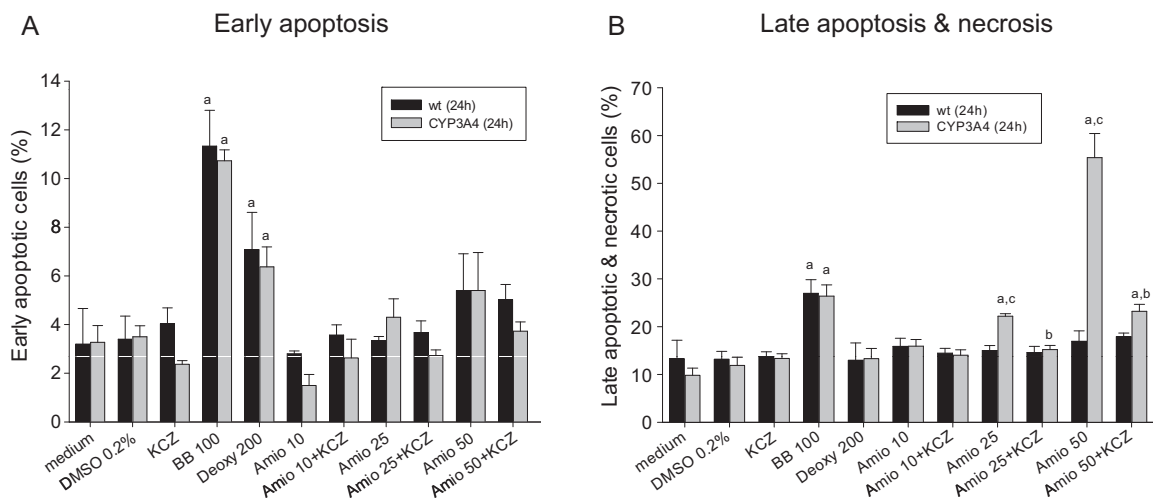 A
Early apoptosis
14
12
10
8
6
4
2
0
Early apoptotic cells (%)
wt (24h)
CYP3A4 (24h)
a
a
a
a
medium
DMSO 0.2%
KCZ
BB 100
Deoxy 200
Amio 10
Amio 10+KCZ
Amio 25
Amio 25+KCZ
Amio 50
Amio 50+KCZ
B
Late apoptosis & necrosis
70
60
50
40
30
20
10
0
Late apoptotic & necrotic cells (%)
wt (24h)
CYP3A4 (24h)
a
a
a,c
b
a,c
a,b
medium
DMSO 0.2%
KCZ
BB 100
Deoxy 200
Amio 10
Amio 10+KCZ
Amio 25
Amio 25+KCZ
Amio 50
Amio 50+KCZ